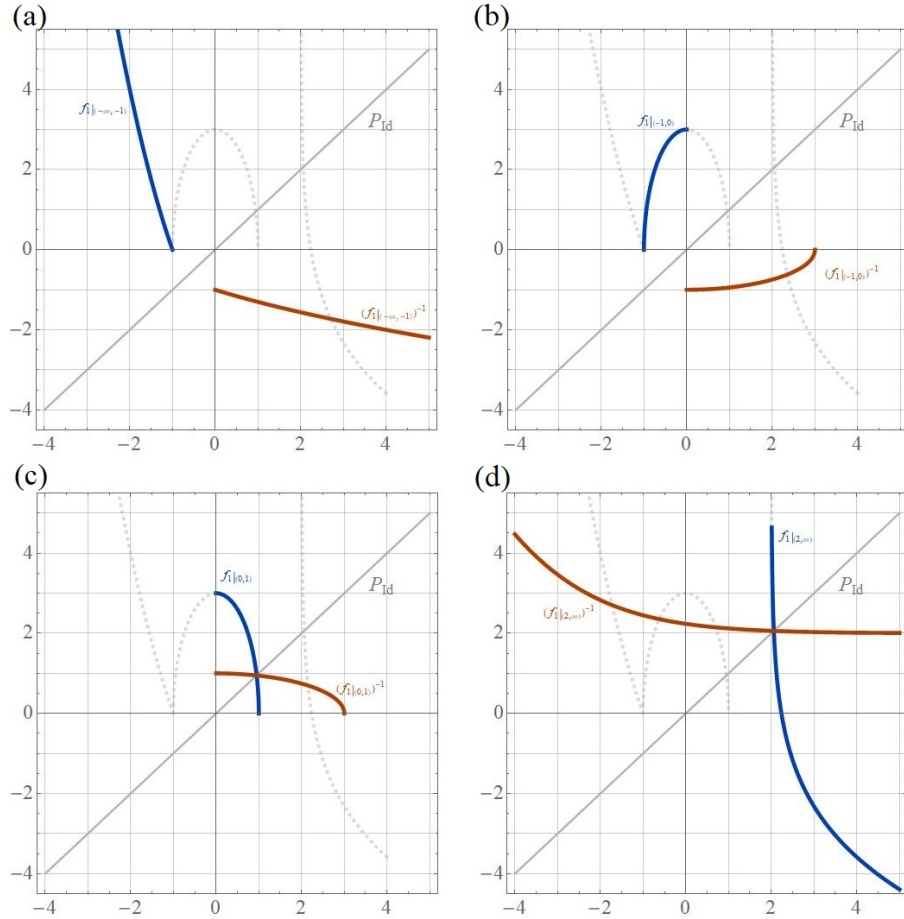 (a)
4
2
0
−2
−4
−4 −2 0 2 4
f₁|(−∞,−1)
P_Id
(f₁|(−∞,−1))⁻¹
(b)
4
2
0
−2
−4
−4 −2 0 2 4
f₁|(−1,0)
P_Id
(f₁|(−1,0))⁻¹
(c)
4
2
0
−2
−4
−4 −2 0 2 4
f₁|(0,1)
P_Id
(f₁|(0,1))⁻¹
(d)
4
2
0
−2
−4
−4 −2 0 2 4
f₁|(2,∞)
P_Id
(f₁|(2,∞))⁻¹